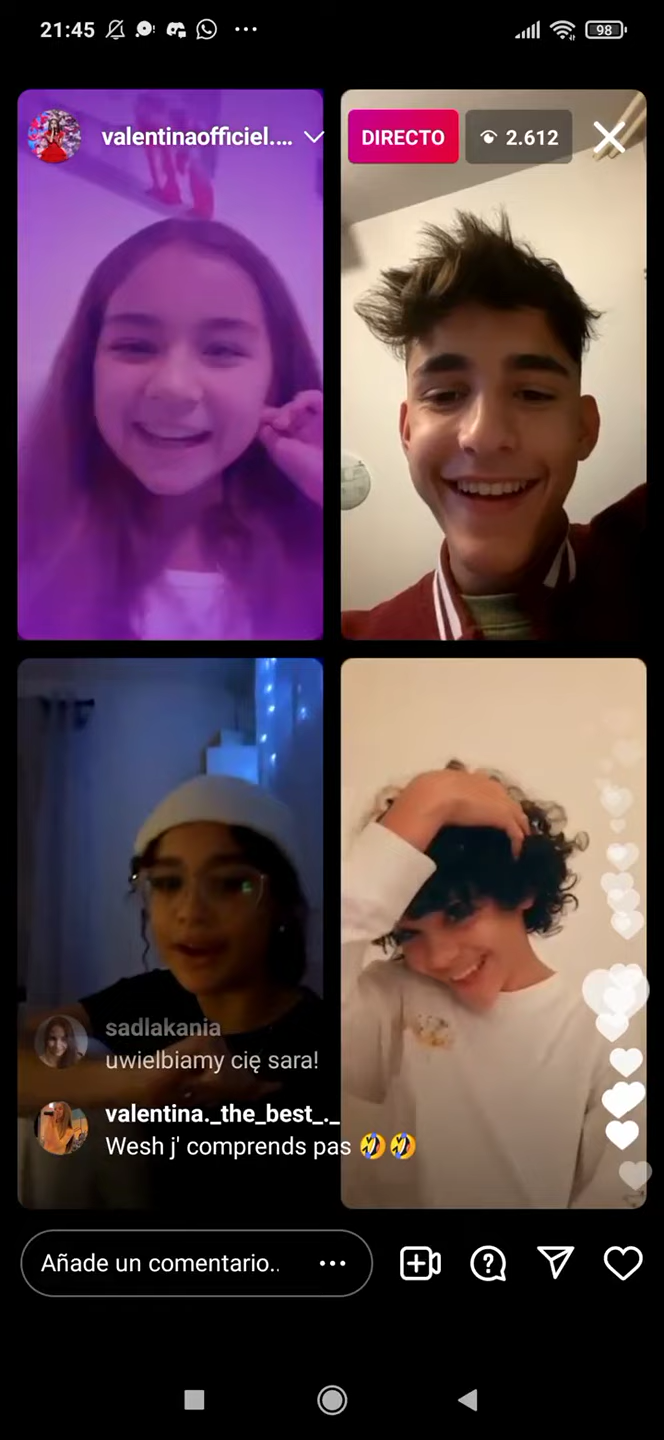 21:45 98
valentinaofficiel....
DIRECTO 2.612
sadlakania
uwielbiamy cię sara!
valentina._the_best_._
Wesh j' comprends pas 🤣🤣
Añade un comentario..